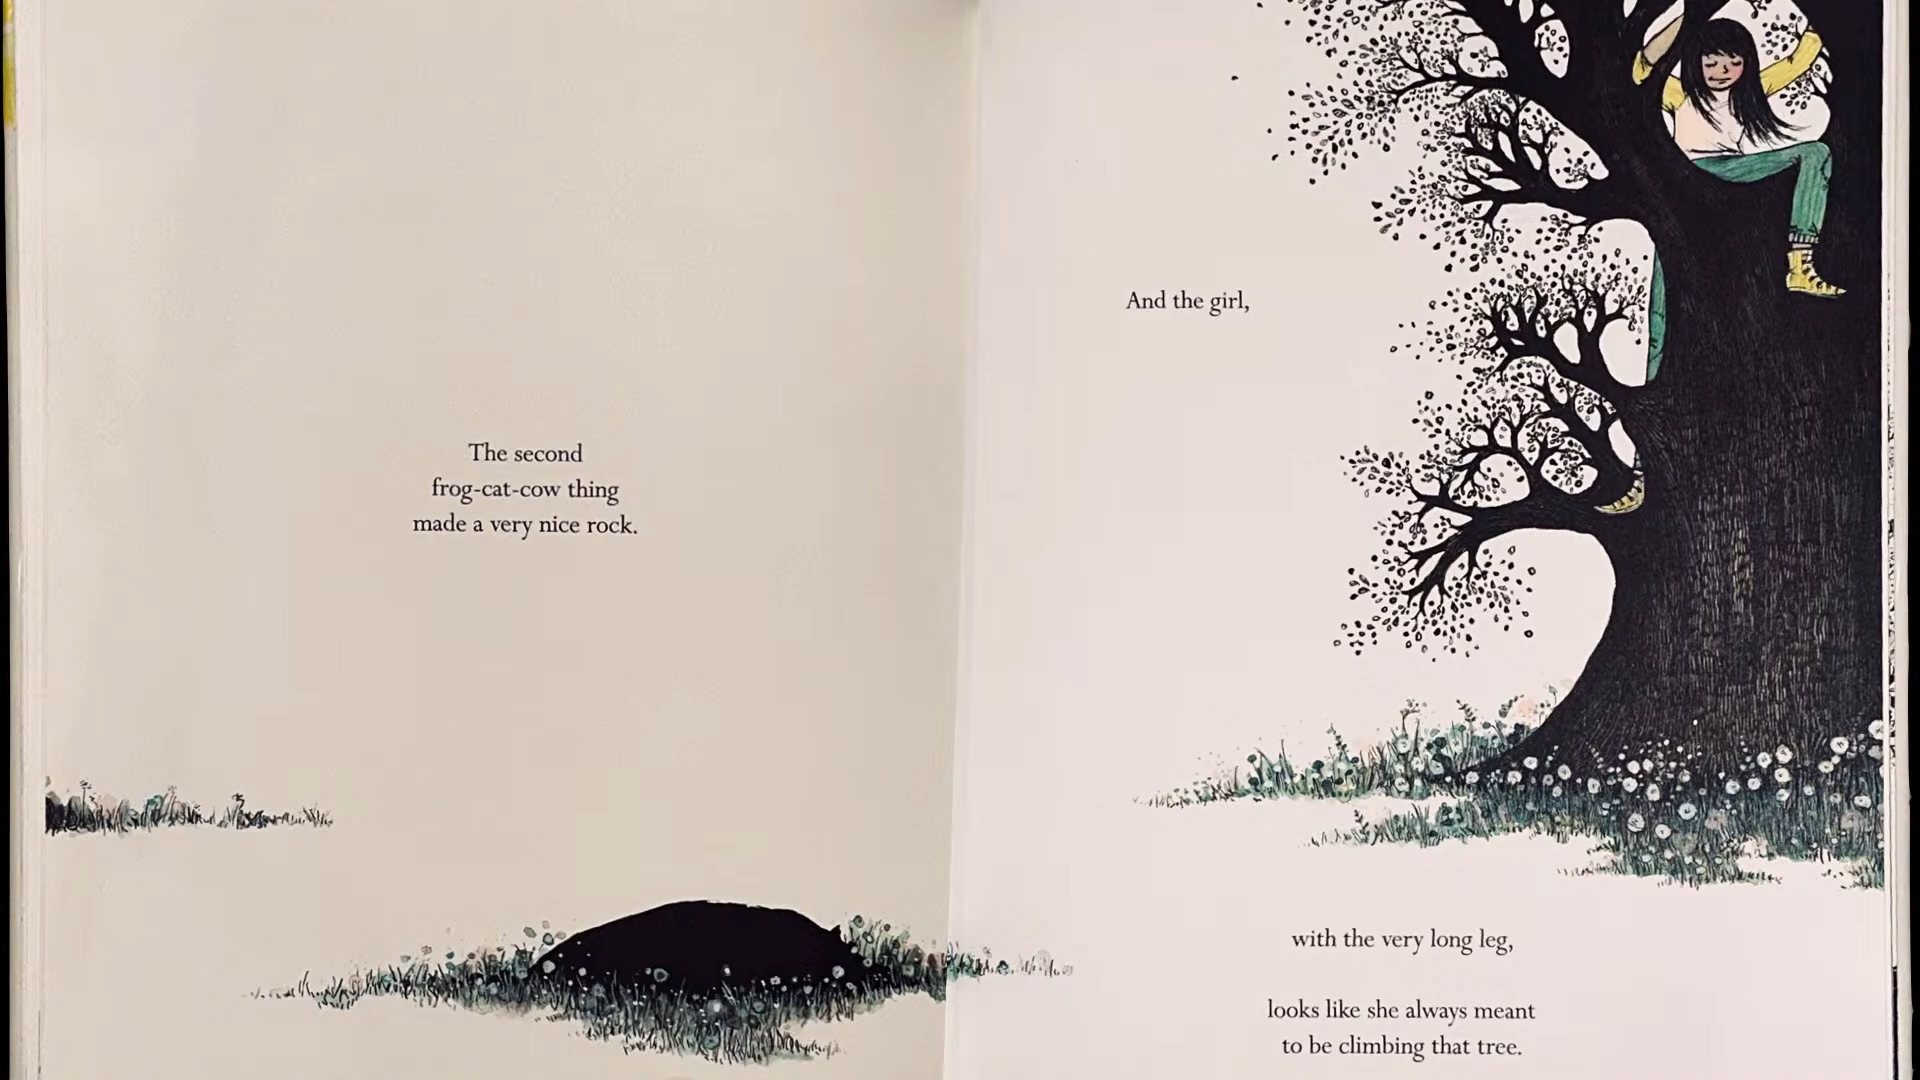 The second
frog-cat-cow thing
made a very nice rock.
And the girl,
with the very long leg,
looks like she always meant
to be climbing that tree.